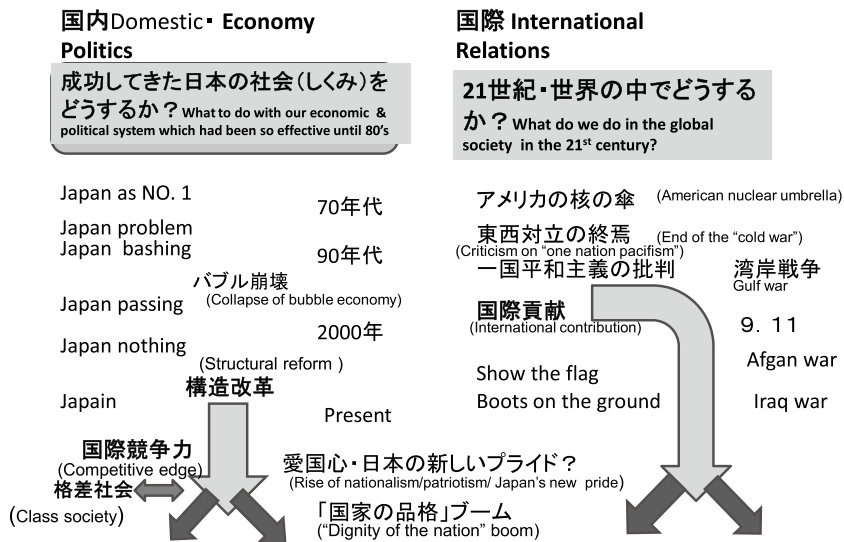 国内Domestic・ Economy
Politics
成功してきた日本の社会（しくみ）を
どうするか？What to do with our economic &
political system which had been so effective until 80's
Japan as NO. 1
70年代
Japan problem
Japan bashing
90年代
バブル崩壊
(Collapse of bubble economy)
Japan passing
2000年
Japan nothing
(Structural reform )
構造改革
Japain
Present
国際競争力
(Competitive edge)
格差社会
(Class society)
愛国心・日本の新しいプライド？
(Rise of nationalism/patriotism/ Japan's new pride)
「国家の品格」ブーム
("Dignity of the nation" boom)
国際 International
Relations
21世紀・世界の中でどうする
か？What do we do in the global
society in the 21st century?
アメリカの核の傘 (American nuclear umbrella)
東西対立の終焉 (End of the "cold war")
(Criticism on "one nation pacifism")
一国平和主義の批判 湾岸戦争
Gulf war
国際貢献
(International contribution)
９．11
Afgan war
Show the flag
Boots on the ground Iraq war